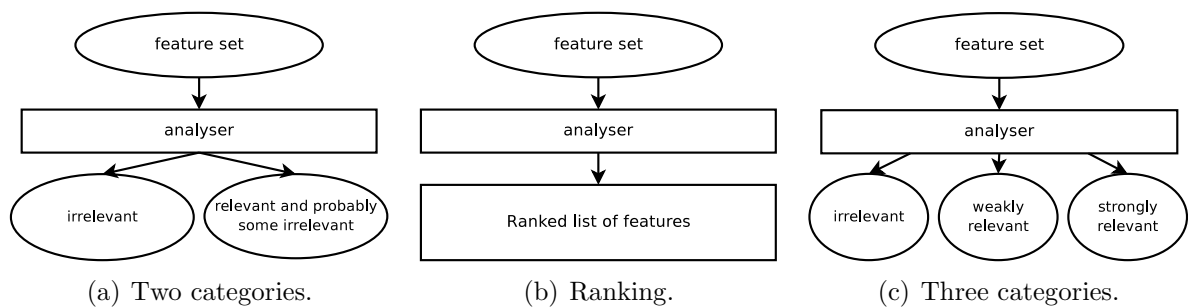 feature set
analyser
irrelevant
relevant and probably
some irrelevant
(a) Two categories.
feature set
analyser
Ranked list of features
(b) Ranking.
feature set
analyser
irrelevant
weakly
relevant
strongly
relevant
(c) Three categories.